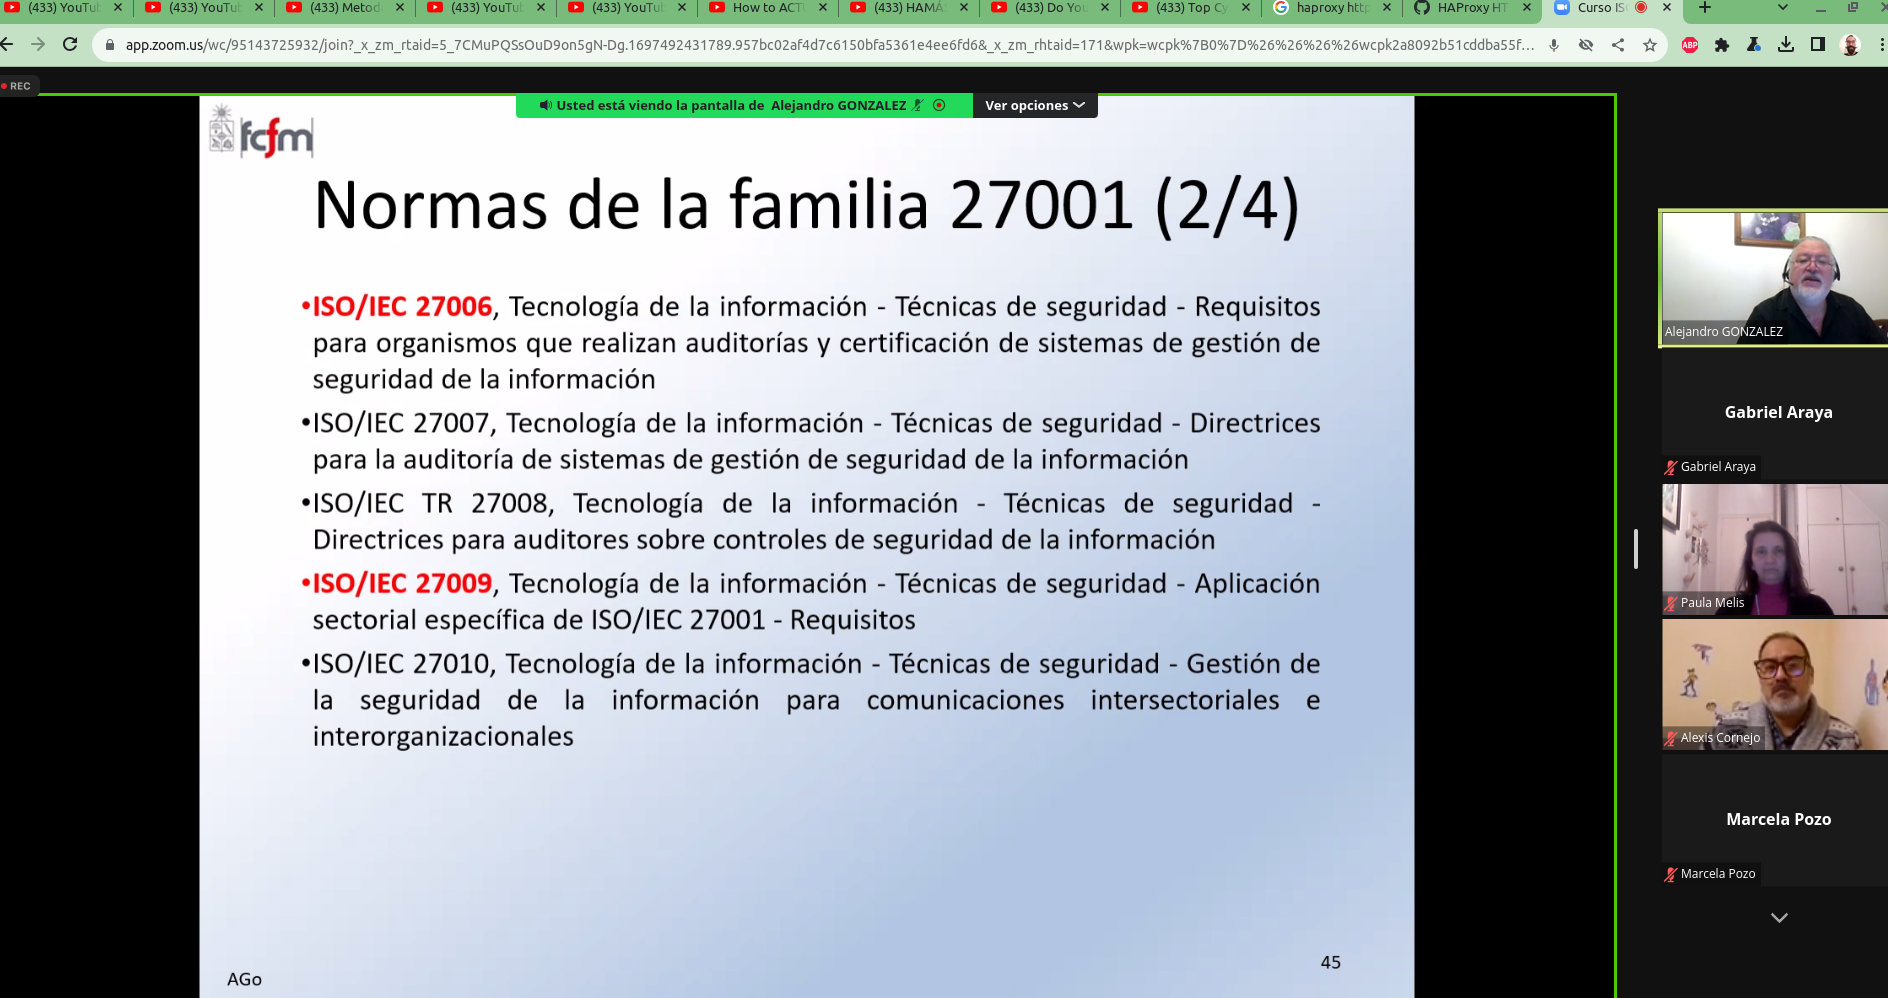 (433) YouTub
(433) YouTub
(433) Metod
(433) YouTub
(433) YouTub
How to ACT
(433) HAMÁS
(433) Do You
(433) Top Cy
haproxy http
HAProxy HT
Curso IS
app.zoom.us/wc/95143725932/join?_x_zm_rtaid=5_7CMuPQSsOuD9on5gN-Dg.1697492431789.957bc02af4d7c6150bfa5361e4ee6fd6&_x_zm_rhtaid=171&wpk=wcpk%7B0%7D%26%26%26%26wcpk2a8092b51cddba55f...
ABP
REC
Usted está viendo la pantalla de Alejandro GONZALEZ
Ver opciones
fcfm
Normas de la familia 27001 (2/4)
•ISO/IEC 27006, Tecnología de la información - Técnicas de seguridad - Requisitos
para organismos que realizan auditorías y certificación de sistemas de gestión de
seguridad de la información
•ISO/IEC 27007, Tecnología de la información - Técnicas de seguridad - Directrices
para la auditoría de sistemas de gestión de seguridad de la información
•ISO/IEC TR 27008, Tecnología de la información - Técnicas de seguridad -
Directrices para auditores sobre controles de seguridad de la información
•ISO/IEC 27009, Tecnología de la información - Técnicas de seguridad - Aplicación
sectorial específica de ISO/IEC 27001 - Requisitos
•ISO/IEC 27010, Tecnología de la información - Técnicas de seguridad - Gestión de
la seguridad de la información para comunicaciones intersectoriales e
interorganizacionales
AGo
45
Alejandro GONZALEZ
Gabriel Araya
Gabriel Araya
Paula Melis
Alexis Cornejo
Marcela Pozo
Marcela Pozo